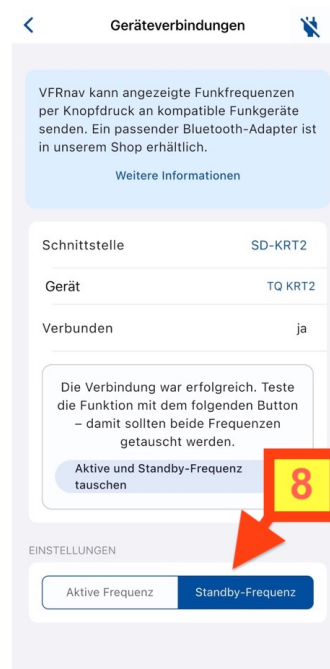 Geräteverbindungen
VFRnav kann angezeigte Funkfrequenzen
per Knopfdruck an kompatible Funkgeräte
senden. Ein passender Bluetooth-Adapter ist
in unserem Shop erhältlich.
Weitere Informationen
Schnittstelle SD-KRT2
Gerät TQ KRT2
Verbunden ja
Die Verbindung war erfolgreich. Teste
die Funktion mit dem folgenden Button
– damit sollten beide Frequenzen
getauscht werden.
Aktive und Standby-Frequenz
tauschen
8
EINSTELLUNGEN
Aktive Frequenz Standby-Frequenz